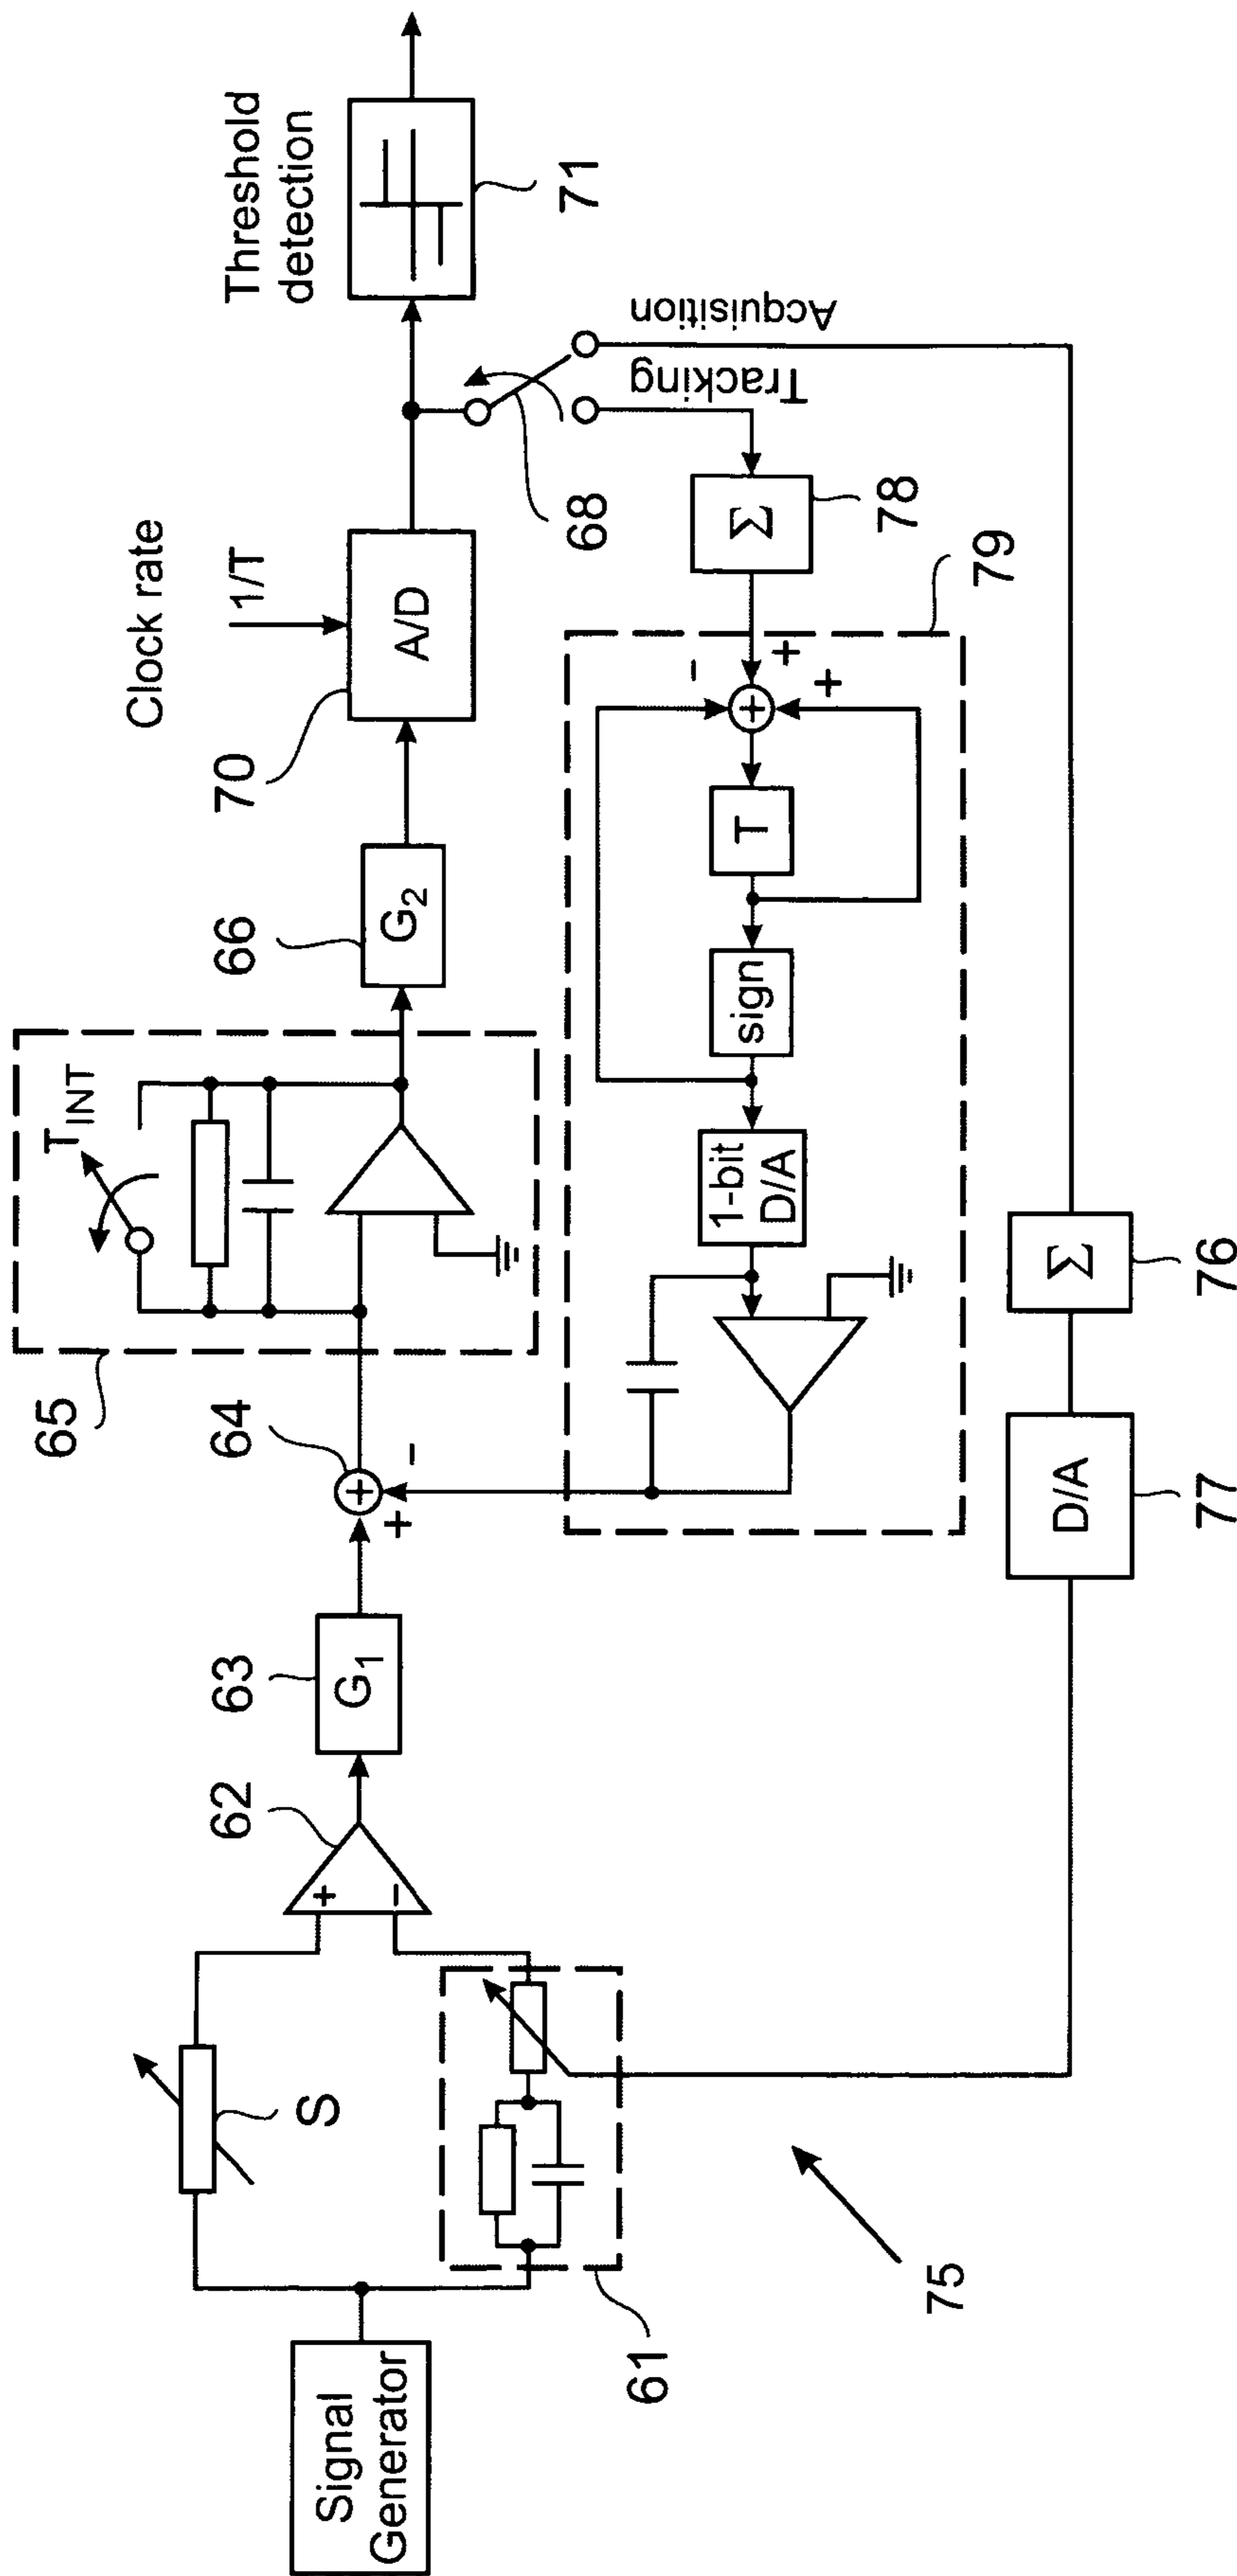 Signal
Generator
S
61
75
+
-
62
G1
63
+
-
64
65
TINT
G2
66
Clock rate
1/T
A/D
70
Threshold
detection
71
68
Tracking
Acquisition
Σ
78
79
-
+
+
+
T
sign
1-bit
D/A
Σ
76
D/A
77